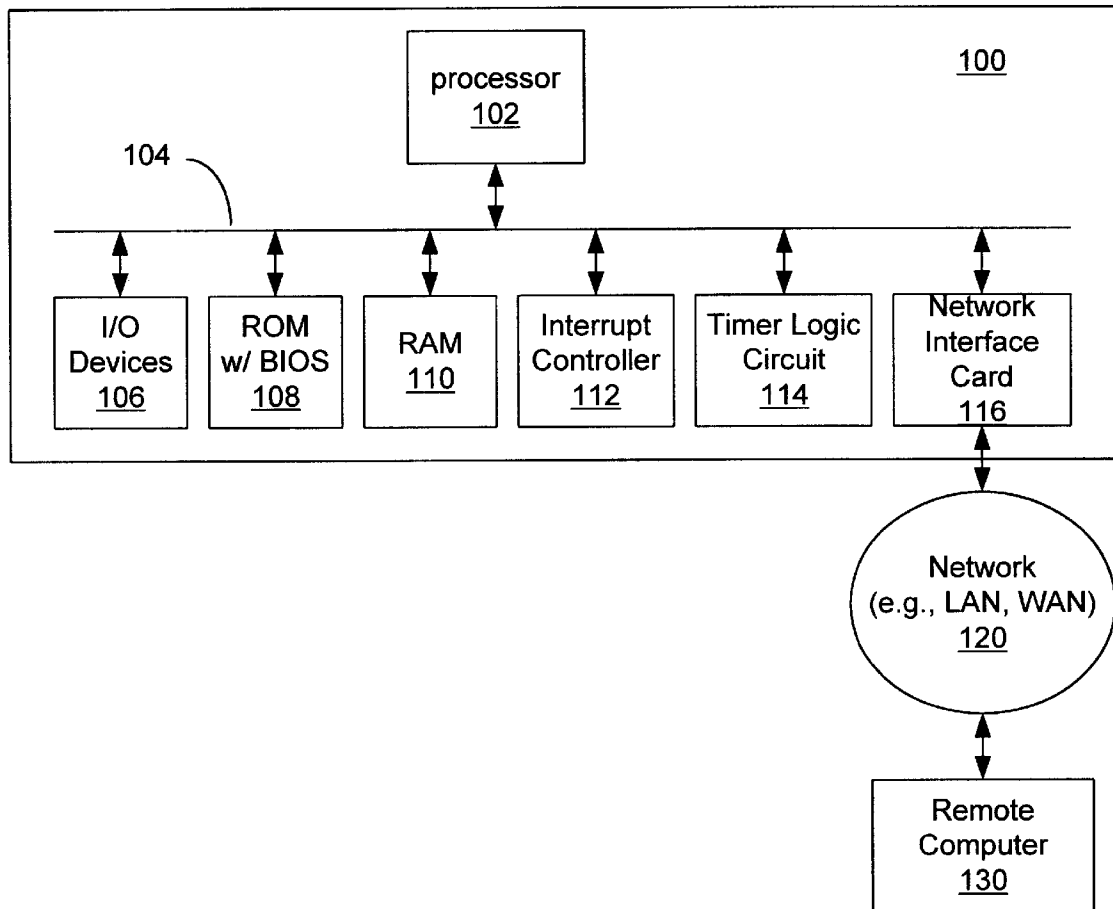 100
processor
102
104
I/O
Devices
106
ROM
w/ BIOS
108
RAM
110
Interrupt
Controller
112
Timer Logic
Circuit
114
Network
Interface
Card
116
Network
(e.g., LAN, WAN)
120
Remote
Computer
130